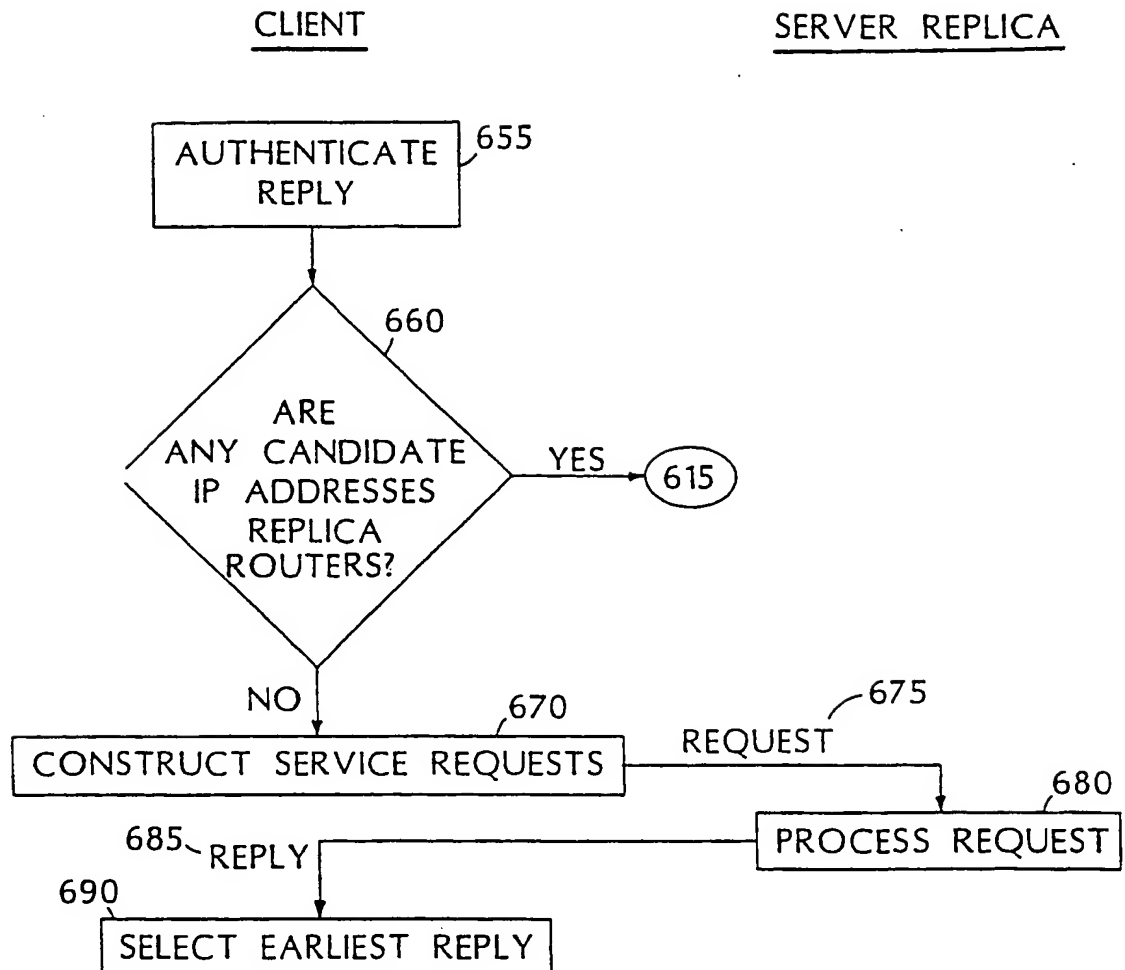 CLIENT
SERVER REPLICA
AUTHENTICATE
REPLY
655
660
ARE
ANY CANDIDATE
IP ADDRESSES
REPLICA
ROUTERS?
YES
615
NO
670
CONSTRUCT SERVICE REQUESTS
675
REQUEST
680
PROCESS REQUEST
685
REPLY
690
SELECT EARLIEST REPLY